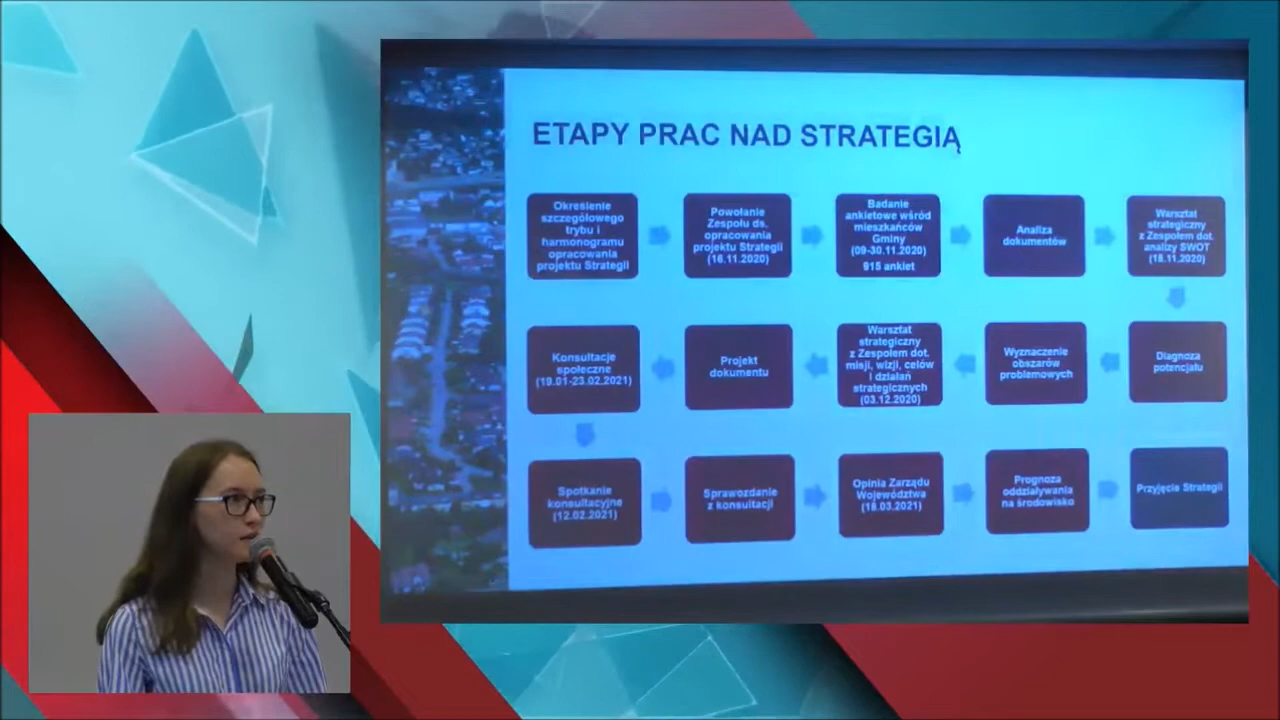 ETAPY PRAC NAD STRATEGIĄ
Określenie
szczegółowego
trybu i
harmonogramu
opracowania
projektu Strategii
Powołanie
Zespołu ds.
opracowania
projektu Strategii
(16.11.2020)
Badanie
ankietowe wśród
mieszkańców
Gminy
(09-30.11.2020)
915 ankiet
Analiza
dokumentów
Warsztat
strategiczny
z Zespołem dot.
analizy SWOT
(18.11.2020)
Diagnoza
potencjału
Wyznaczenie
obszarów
problemowych
Warsztat
strategiczny
z Zespołem dot.
misji, wizji, celów
i działań
strategicznych
(03.12.2020)
Projekt
dokumentu
Konsultacje
społeczne
(19.01-23.02.2021)
Spotkanie
konsultacyjne
(12.02.2021)
Sprawozdanie
z konsultacji
Opinia Zarządu
Województwa
(18.03.2021)
Prognoza
oddziaływania
na środowisko
Przyjęcie Strategii